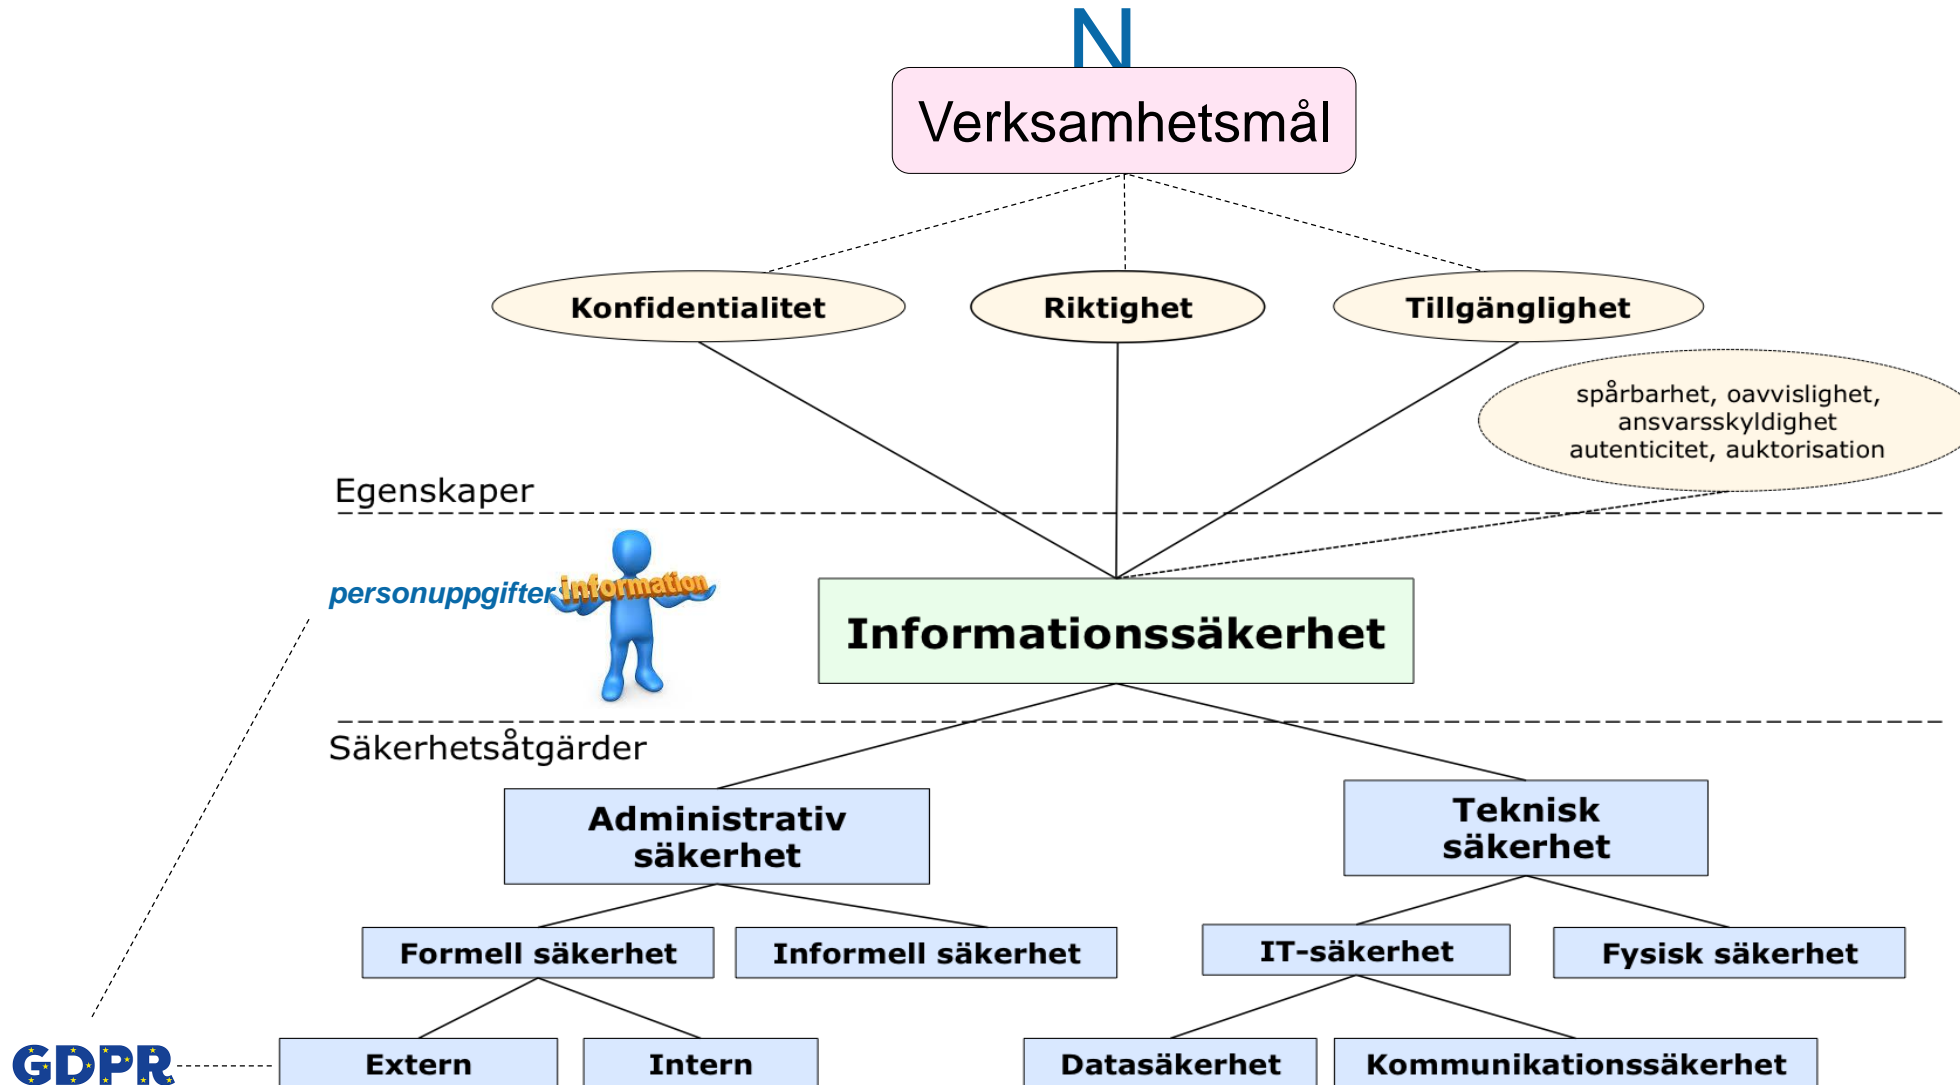 N
Verksamhetsmål
Konfidentialitet
Riktighet
Tillgänglighet
spårbarhet, oavvislighet,
ansvarsskyldighet
autenticitet, auktorisation
Egenskaper
personuppgifter
information
Informationssäkerhet
Säkerhetsåtgärder
Administrativ
säkerhet
Teknisk
säkerhet
Formell säkerhet
Informell säkerhet
IT-säkerhet
Fysisk säkerhet
GDPR
Extern
Intern
Datasäkerhet
Kommunikationssäkerhet